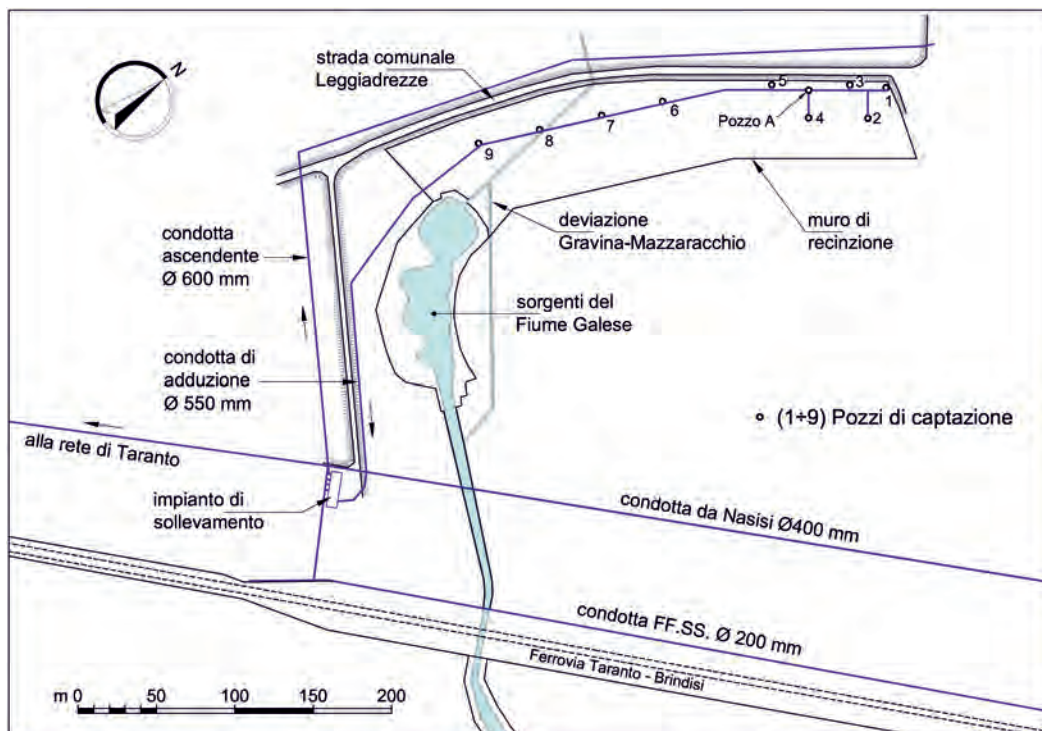 N
strada comunale
Leggiadrezze
5
3
1
Pozzo A
4
2
6
7
8
9
condotta
ascendente
Ø 600 mm
deviazione
Gravina-Mazzaracchio
muro di
recinzione
sorgenti del
Fiume Galese
condotta di
adduzione
Ø 550 mm
(1÷9) Pozzi di captazione
alla rete di Taranto
impianto di
sollevamento
condotta da Nasisi Ø400 mm
condotta FF.SS. Ø 200 mm
Ferrovia Taranto - Brindisi
m 0 50 100 150 200